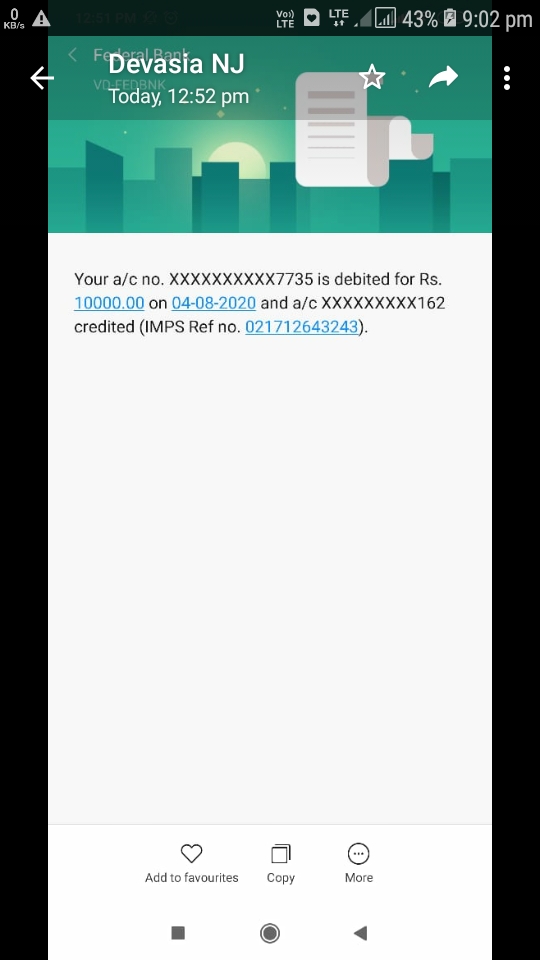 0
KB/s
Vo))
LTE
LTE
43%
9:02 pm
12:51 PM
Federal Bank
VD-FEDBNK
Devasia NJ
Today, 12:52 pm
Your a/c no. XXXXXXXXXX7735 is debited for Rs.
10000.00 on 04-08-2020 and a/c XXXXXXXXX162
credited (IMPS Ref no. 021712643243).
Add to favourites
Copy
More